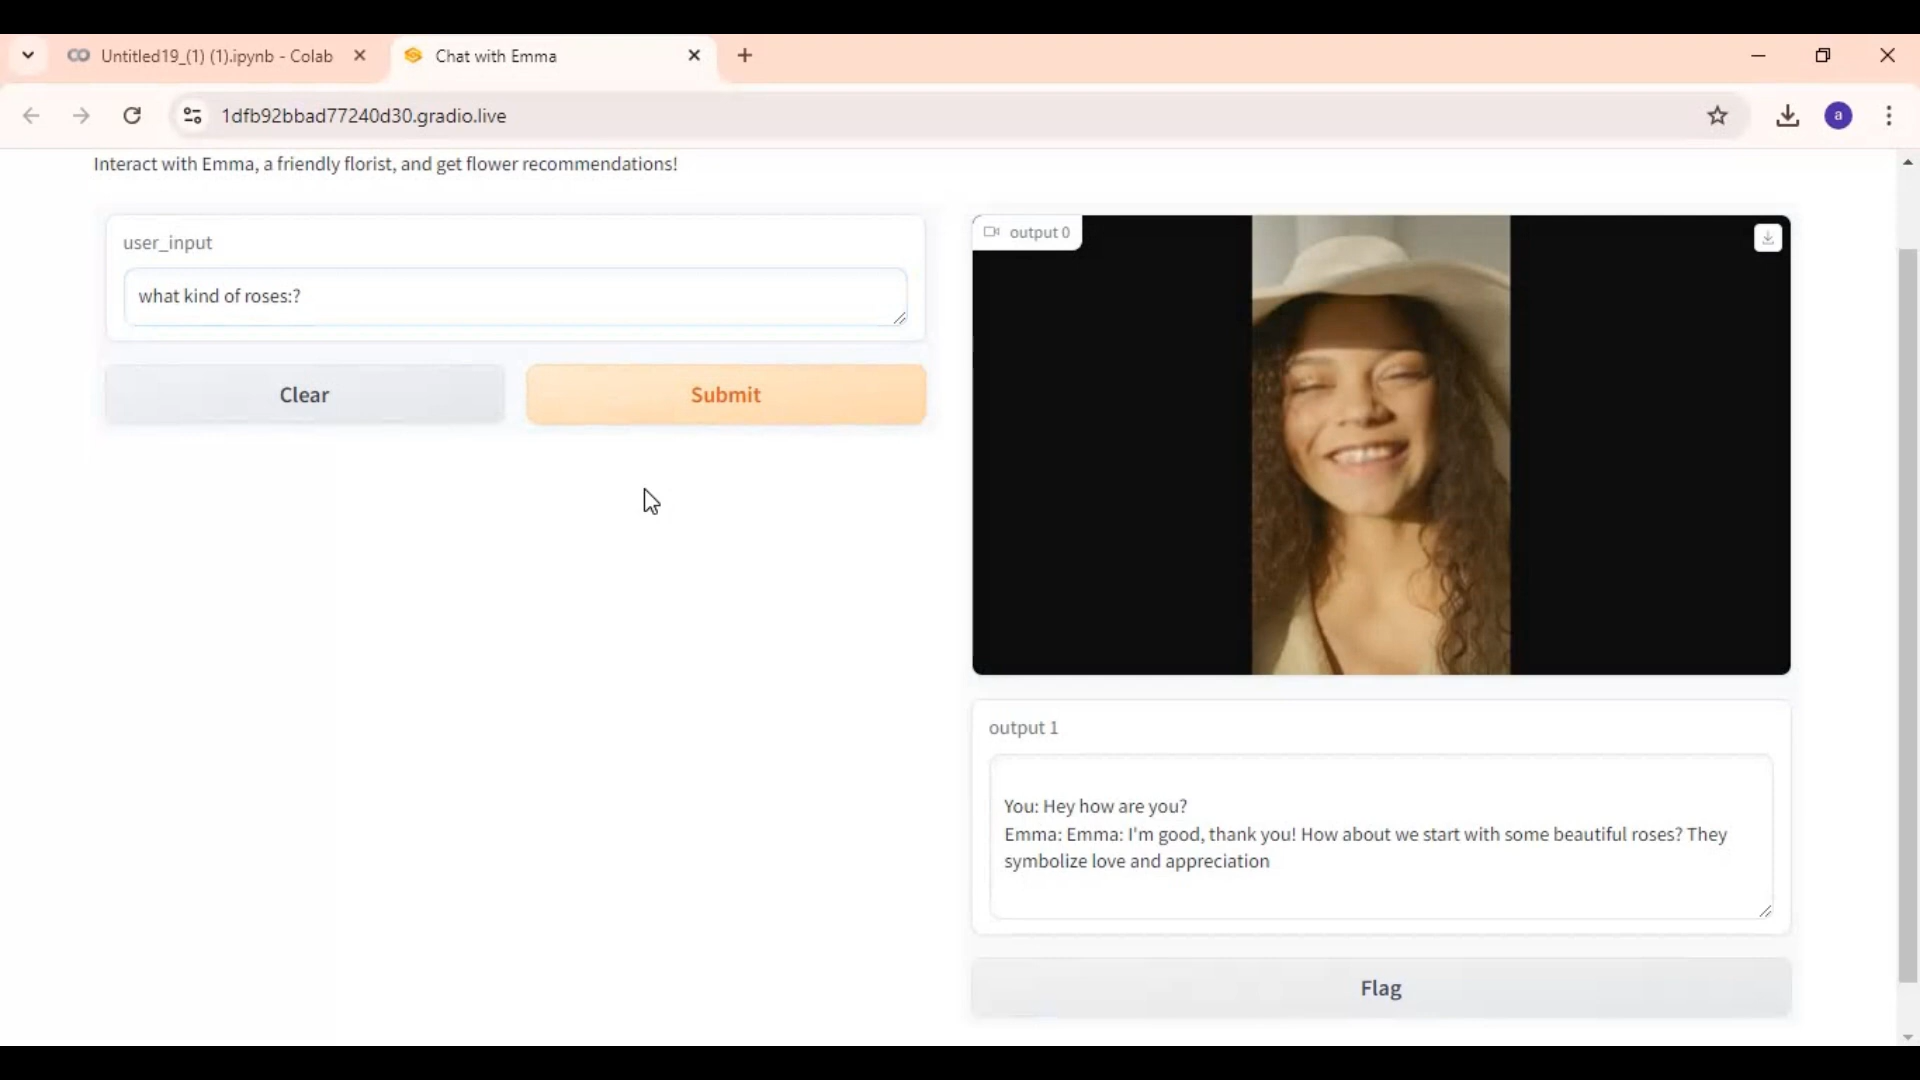 Untitled19_(1) (1).ipynb - Colab
Chat with Emma
1dfb92bbad77240d30.gradio.live
a
Interact with Emma, a friendly florist, and get flower recommendations!
user_input
what kind of roses:?
Clear
Submit
output 0
output 1
You: Hey how are you?
Emma: Emma: I'm good, thank you! How about we start with some beautiful roses? They
symbolize love and appreciation
Flag